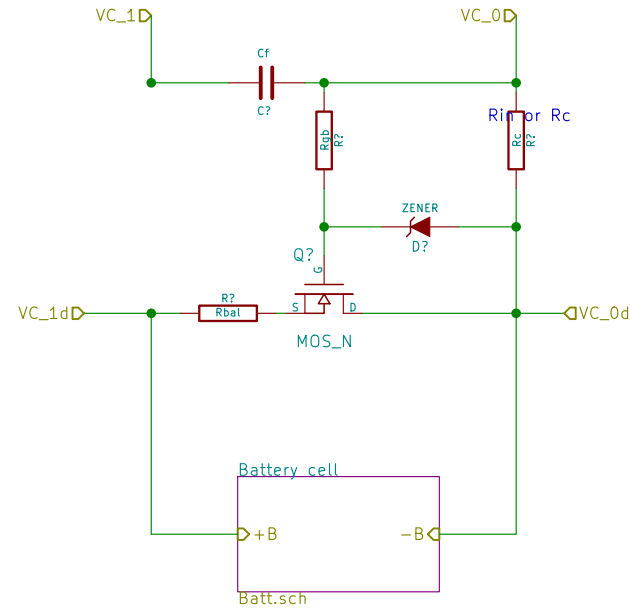 VC_1
VC_0
Cf
C?
Rin or Rc
Rgb
R?
Rc
R?
ZENER
D?
Q?
G
S
D
MOS_N
R?
Rbal
VC_1d
VC_0d
Battery cell
+B
-B
Batt.sch